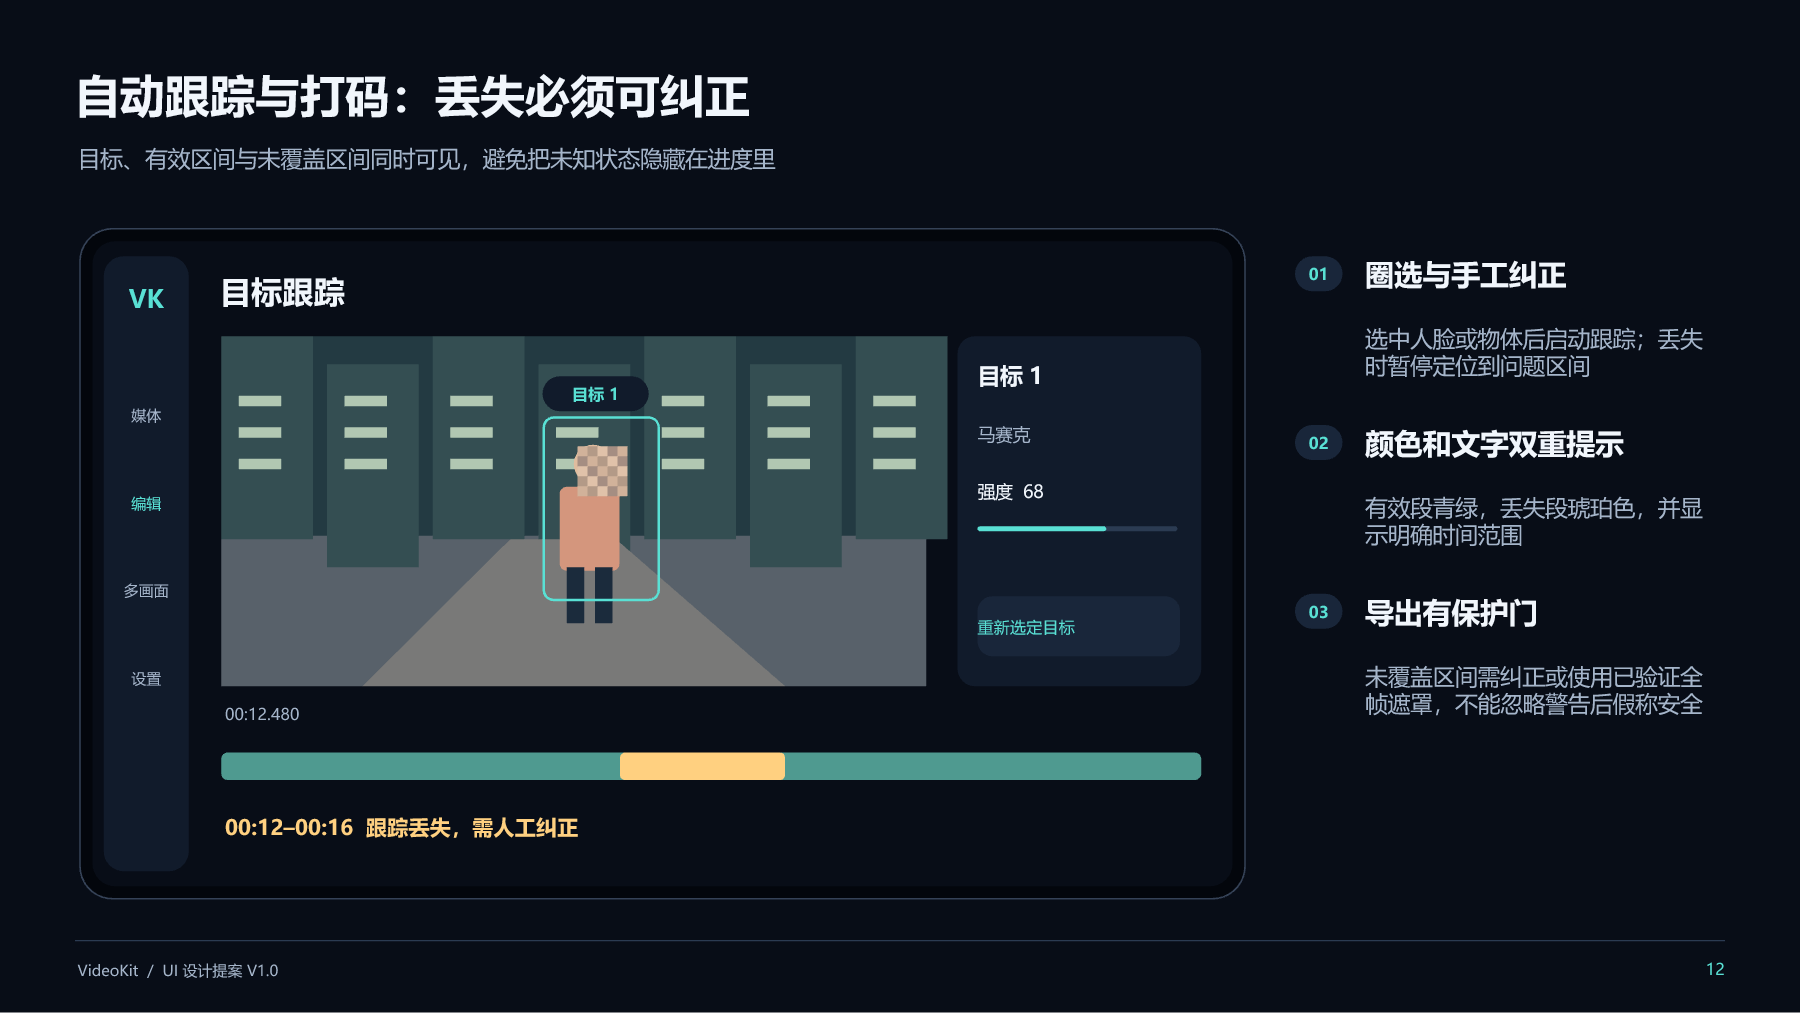 自动跟踪与打码：丢失必须可纠正
目标、有效区间与未覆盖区间同时可见，避免把未知状态隐藏在进度里
VK
媒体
编辑
多画面
设置
目标跟踪
目标 1
目标 1
马赛克
强度 68
重新选定目标
00:12.480
00:12–00:16 跟踪丢失，需人工纠正
01
圈选与手工纠正
选中人脸或物体后启动跟踪；丢失
时暂停定位到问题区间
02
颜色和文字双重提示
有效段青绿，丢失段琥珀色，并显
示明确时间范围
03
导出有保护门
未覆盖区间需纠正或使用已验证全
帧遮罩，不能忽略警告后假称安全
VideoKit / UI 设计提案 V1.0
12